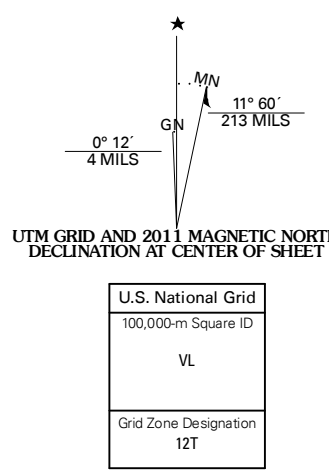 ★
MN
GN
11° 60´
213 MILS
0° 12´
4 MILS
UTM GRID AND 2011 MAGNETIC NORT
DECLINATION AT CENTER OF SHEET
U.S. National Grid
100,000-m Square ID
VL
Grid Zone Designation
12T